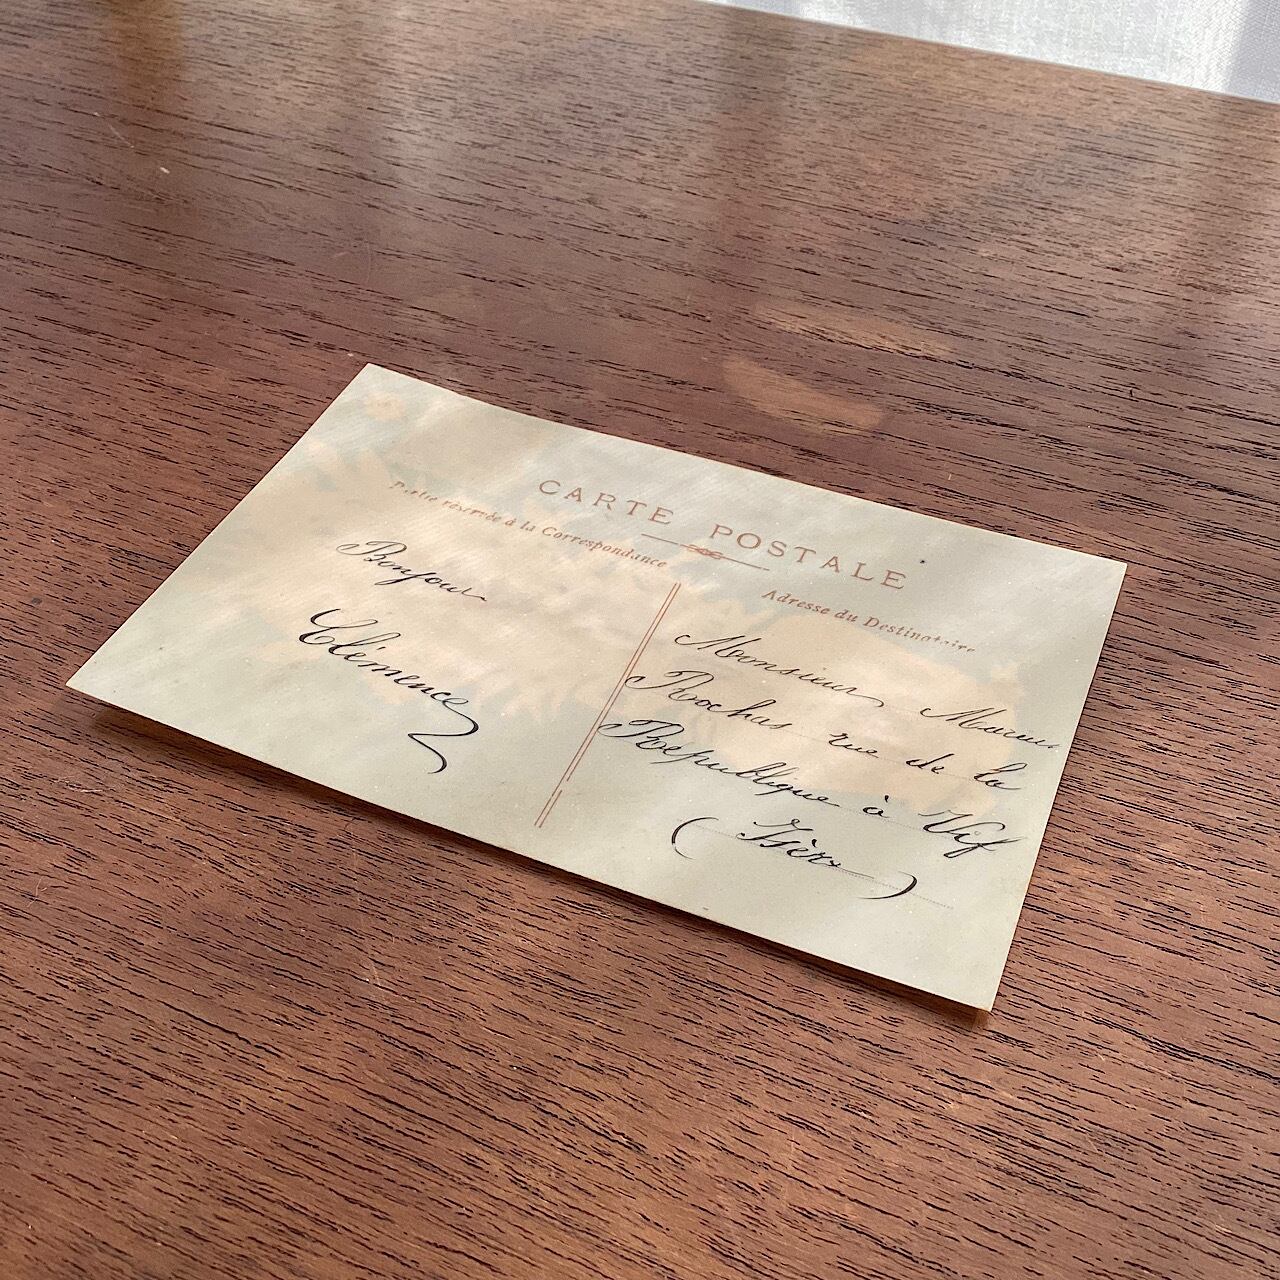 CARTE POSTALE
Partie réservée à la Correspondance
Adresse du Destinataire
Bonjour
Clémence
Monsieur
Rochas rue de la
République à Vif
(Isère)